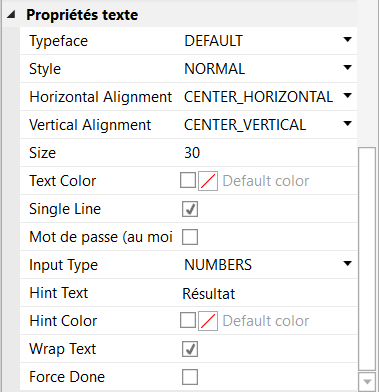 Propriétés texte
Typeface DEFAULT
Style NORMAL
Horizontal Alignment CENTER_HORIZONTAL
Vertical Alignment CENTER_VERTICAL
Size 30
Text Color Default color
Single Line
Mot de passe (au moi
Input Type NUMBERS
Hint Text Résultat
Hint Color Default color
Wrap Text
Force Done